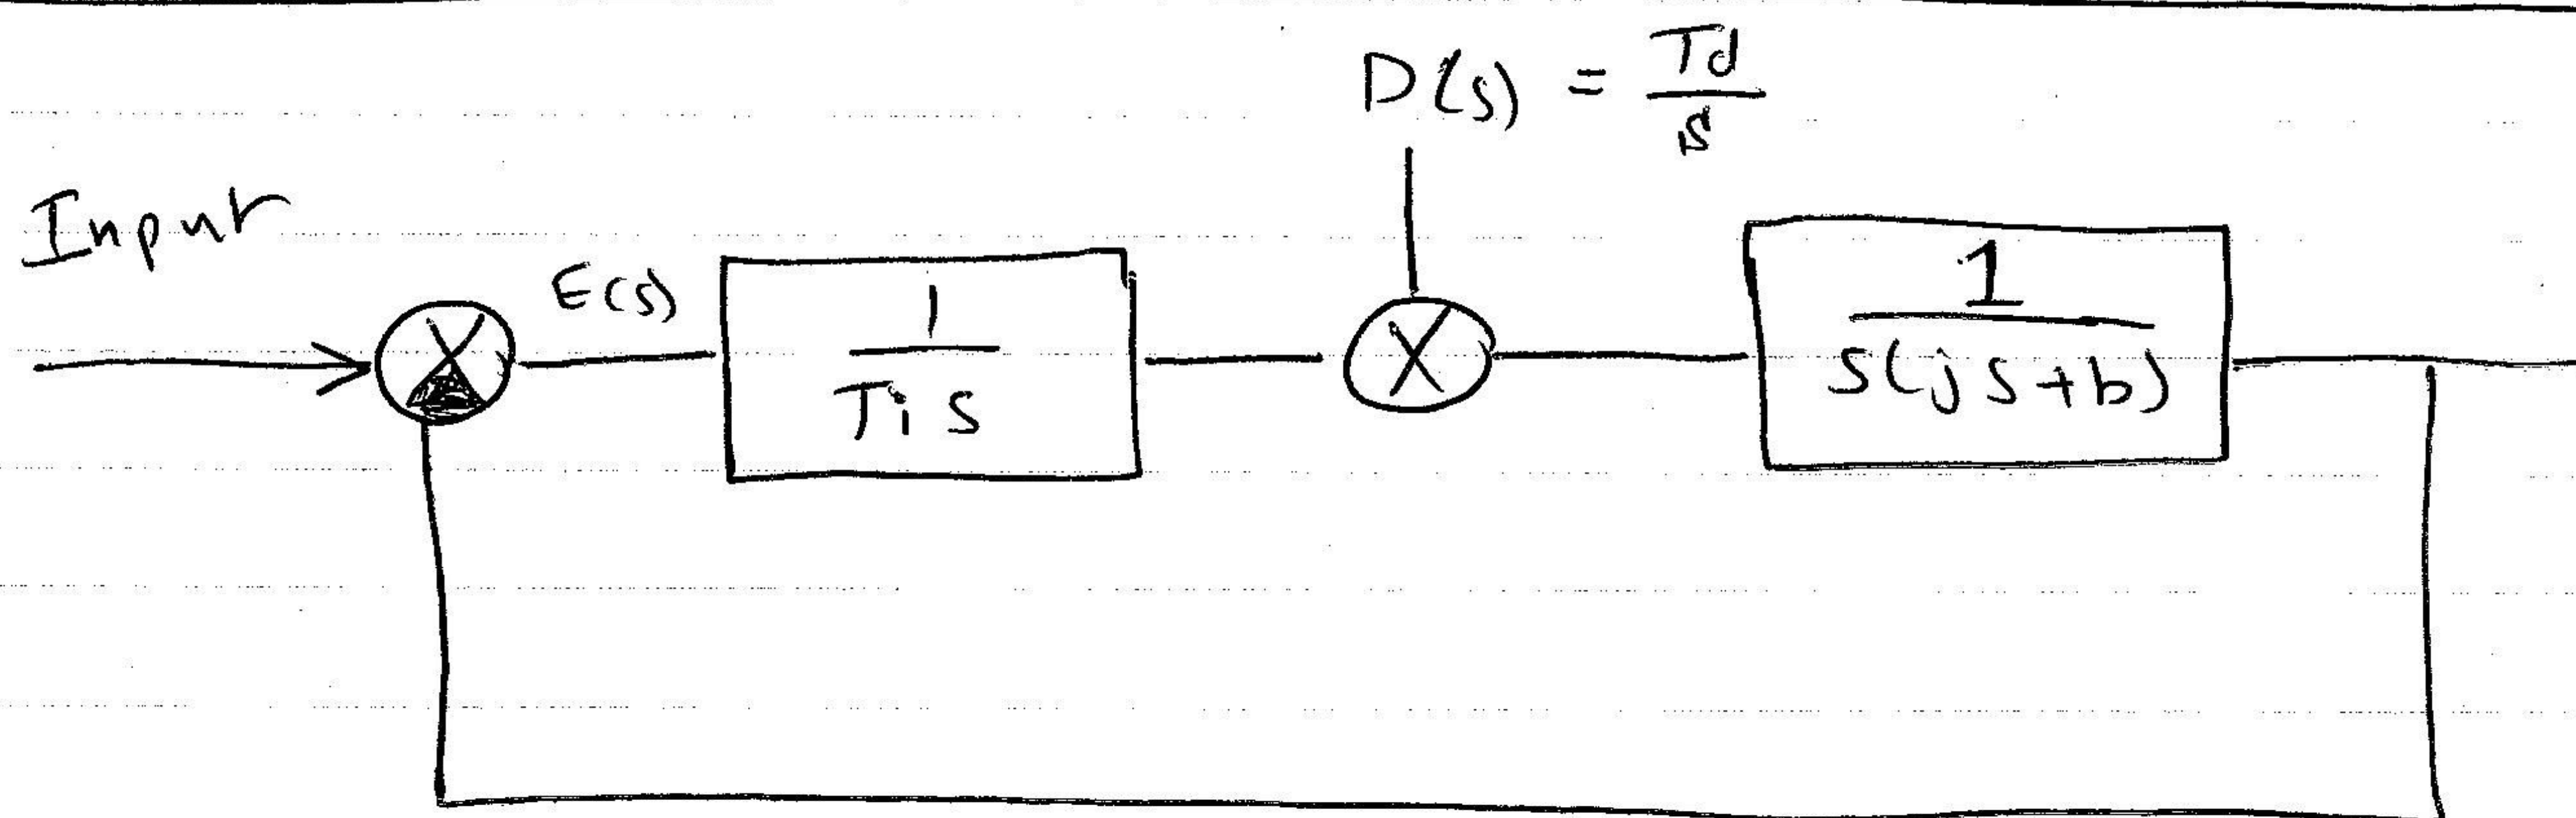 D(s) = Td/s
Input
E(s)
1/Tis
1/s(js+b)